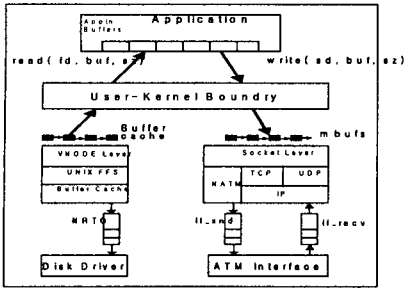 Application
Appln
Buffers
read( fd, buf, sz)
write( sd, buf, sz)
User-Kernel Boundry
Buffer
cache
mbufs
VNODE Layer
UNIX FFS
Buffer Cache
Socket Layer
TCP
UDP
NATM
IP
NRTQ
if_snd
if_recv
Disk Driver
ATM Interface